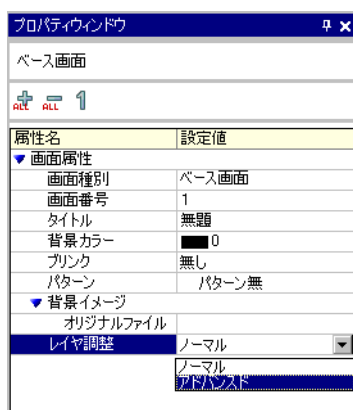 プロパティウィンドウ
ベース画面
ALL ALL 1
属性名 設定値
画面属性
画面種別 ベース画面
画面番号 1
タイトル 無題
背景カラー 0
ブリンク 無し
パターン パターン無
背景イメージ
オリジナルファイル
レイヤ調整 ノーマル
ノーマル
アドバンスド